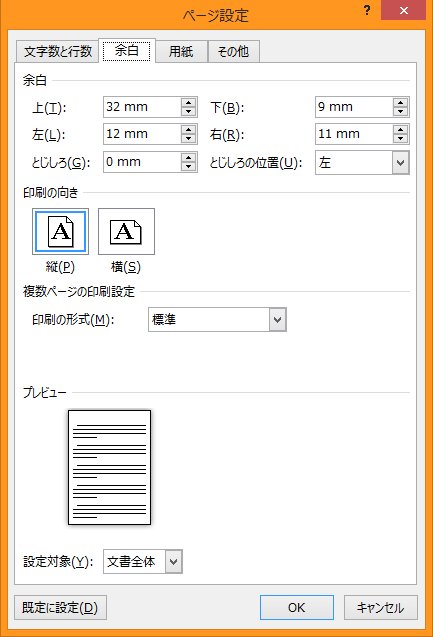 ページ設定
? ×
文字数と行数 余白 用紙 その他
余白
上(T): 32 mm 下(B): 9 mm
左(L): 12 mm 右(R): 11 mm
とじしろ(G): 0 mm とじしろの位置(U): 左
印刷の向き
A A
縦(P) 横(S)
複数ページの印刷設定
印刷の形式(M): 標準
プレビュー
設定対象(Y): 文書全体
既定に設定(D) OK キャンセル